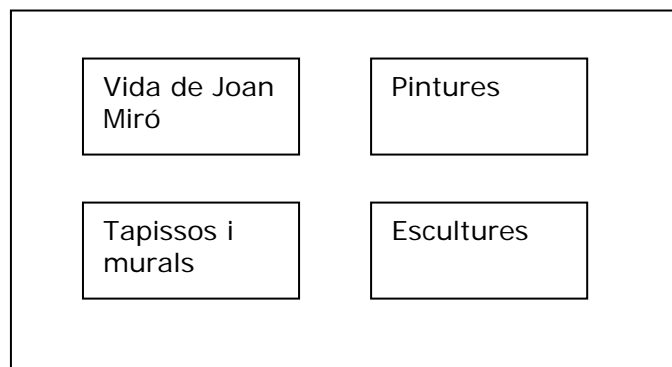 Vida de Joan
Miró
Pintures
Tapissos i
murals
Escultures